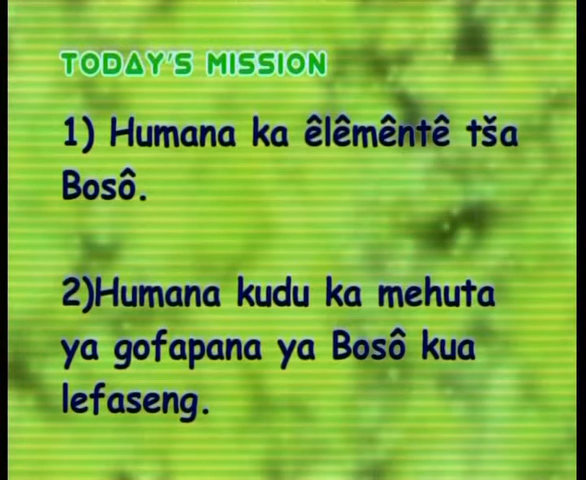 TODAY'S MISSION
1) Humana ka êlêmêntê tša
Bosô.
2)Humana kudu ka mehuta
ya gofapana ya Bosô kua
lefaseng.